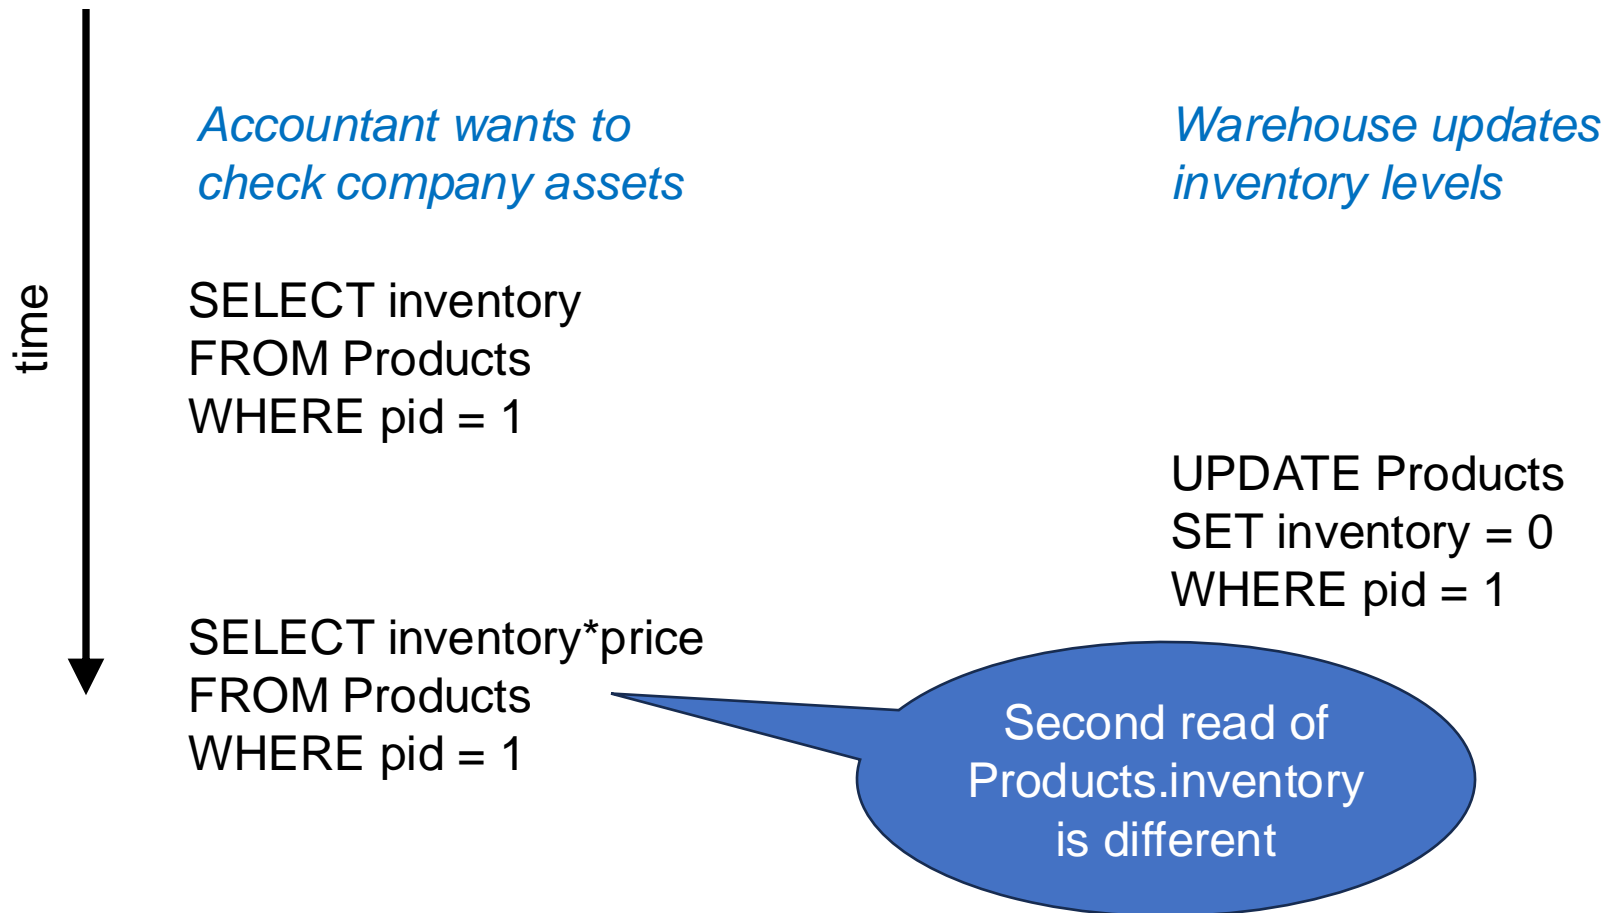 time
Accountant wants to
check company assets
Warehouse updates
inventory levels
SELECT inventory
FROM Products
WHERE pid = 1
UPDATE Products
SET inventory = 0
WHERE pid = 1
SELECT inventory*price
FROM Products
WHERE pid = 1
Second read of
Products.inventory
is different